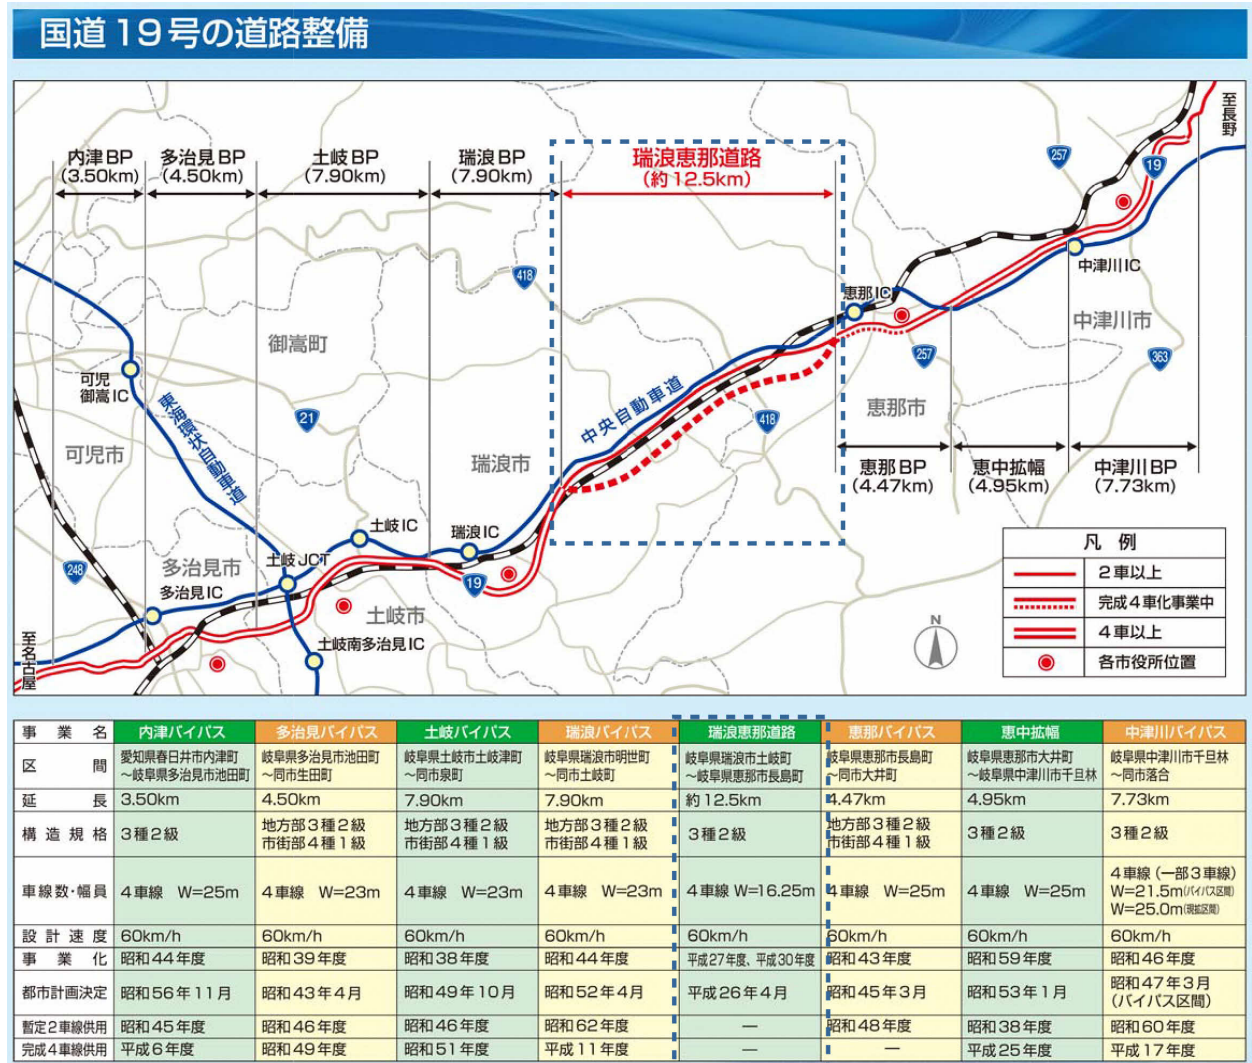 国道19号の道路整備
至長野
内津BP
(3.50km)
多治見BP
(4.50km)
土岐BP
(7.90km)
瑞浪BP
(7.90km)
瑞浪恵那道路
(約12.5km)
257
19
418
中津川IC
恵那IC
中津川市
御嵩町
257
363
可児
御嵩IC
東海環状自動車道
21
中央自動車道
418
恵那市
可児市
瑞浪市
恵那BP
(4.47km)
恵中拡幅
(4.95km)
中津川BP
(7.73km)
土岐IC
瑞浪IC
土岐JCT
248
多治見市
多治見IC
19
土岐市
土岐南多治見IC
至名古屋
N
凡 例
2車以上
完成4車化事業中
4車以上
各市役所位置
事業名 内津バイパス 多治見バイパス 土岐バイパス 瑞浪バイパス 瑞浪恵那道路 恵那バイパス 恵中拡幅 中津川バイパス
区間 愛知県春日井市内津町 岐阜県多治見市池田町 岐阜県土岐市土岐津町 岐阜県瑞浪市明世町 岐阜県瑞浪市土岐町 岐阜県恵那市長島町 岐阜県恵那市大井町 岐阜県中津川市千旦林
～岐阜県多治見市池田町 ～同市生田町 ～同市泉町 ～同市土岐町 ～岐阜県恵那市長島町 ～同市大井町 ～岐阜県中津川市千旦林 ～同市落合
延長 3.50km 4.50km 7.90km 7.90km 約12.5km 4.47km 4.95km 7.73km
構造規格 3種2級 地方部3種2級 地方部3種2級 地方部3種2級 3種2級 地方部3種2級 3種2級 3種2級
市街部4種1級 市街部4種1級 市街部4種1級 市街部4種1級
車線数・幅員 4車線 W=25m 4車線 W=23m 4車線 W=23m 4車線 W=23m 4車線 W=16.25m 4車線 W=25m 4車線 W=25m 4車線(一部3車線)
W=21.5m(バイパス区間)
W=25.0m(現拡区間)
設計速度 60km/h 60km/h 60km/h 60km/h 60km/h 60km/h 60km/h 60km/h
事業化 昭和44年度 昭和39年度 昭和38年度 昭和44年度 平成27年度、平成30年度 昭和43年度 昭和59年度 昭和46年度
都市計画決定 昭和56年11月 昭和43年4月 昭和49年10月 昭和52年4月 平成26年4月 昭和45年3月 昭和53年1月 昭和47年3月
(バイパス区間)
暫定2車線供用 昭和45年度 昭和46年度 昭和46年度 昭和62年度 － 昭和48年度 昭和38年度 昭和60年度
完成4車線供用 平成6年度 昭和49年度 昭和51年度 平成11年度 － － 平成25年度 平成17年度